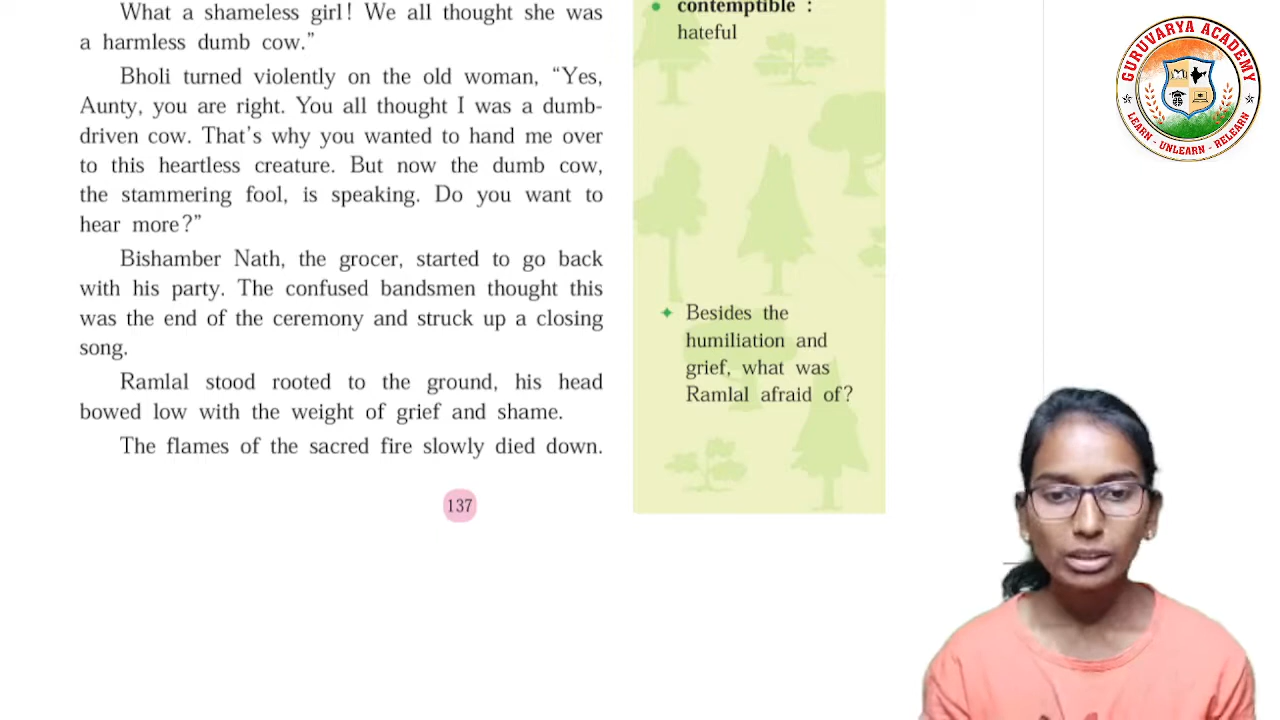 What a shameless girl! We all thought she was
a harmless dumb cow.”
Bholi turned violently on the old woman, “Yes,
Aunty, you are right. You all thought I was a dumb-
driven cow. That’s why you wanted to hand me over
to this heartless creature. But now the dumb cow,
the stammering fool, is speaking. Do you want to
hear more?”
Bishamber Nath, the grocer, started to go back
with his party. The confused bandsmen thought this
was the end of the ceremony and struck up a closing
song.
Ramlal stood rooted to the ground, his head
bowed low with the weight of grief and shame.
The flames of the sacred fire slowly died down.
137
contemptible :
hateful
Besides the
humiliation and
grief, what was
Ramlal afraid of?
GURUVARYA ACADEMY
LEARN - UNLEARN - RELEARN